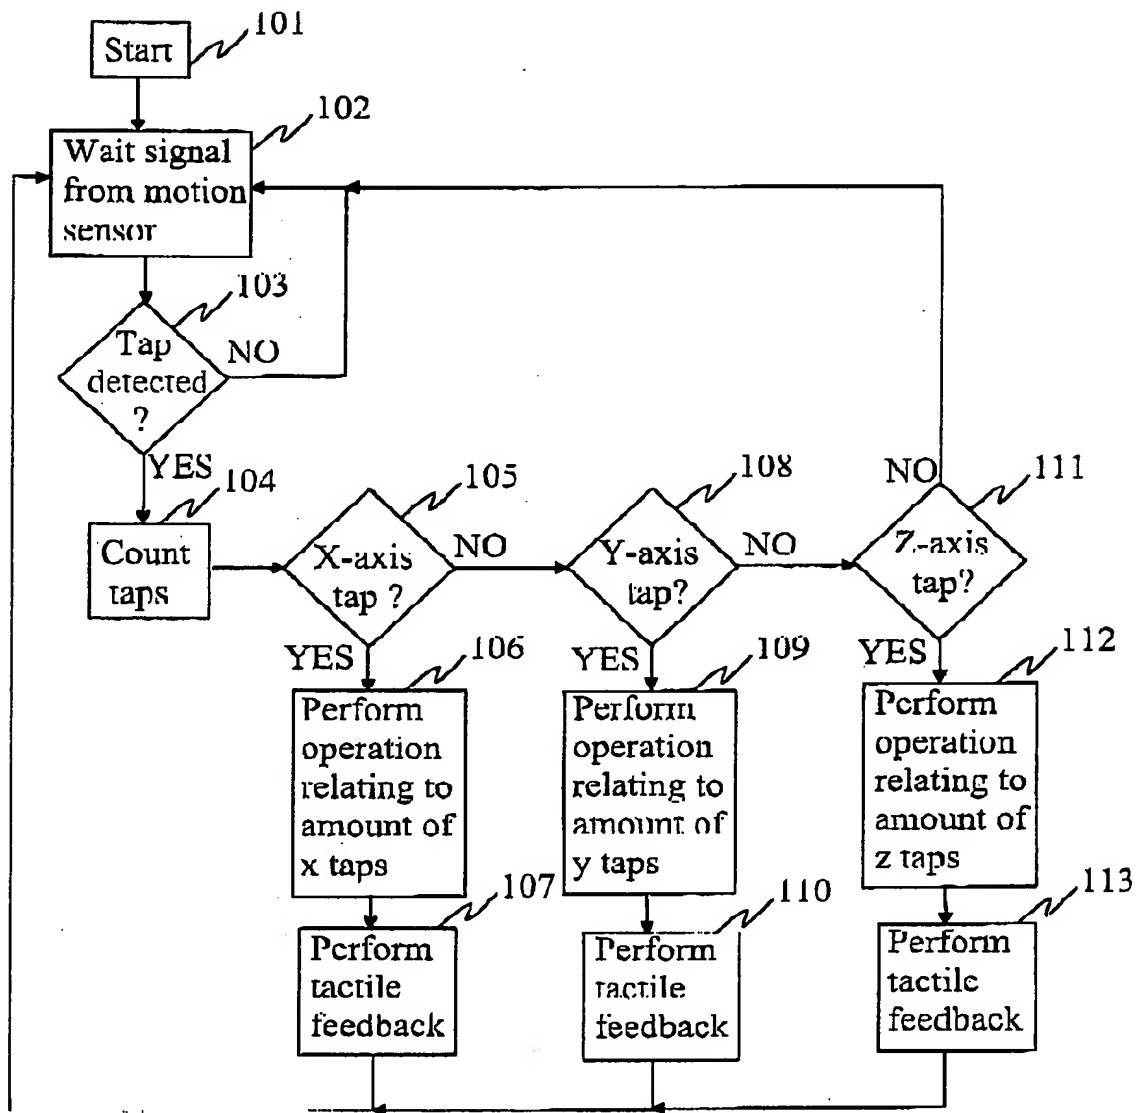 Start
101
102
Wait signal
from motion
sensor
103
Tap
detected
?
NO
YES
104
Count
taps
105
X-axis
tap ?
NO
YES
108
Y-axis
tap?
NO
YES
111
NO
Z-axis
tap?
YES
106
Perform
operation
relating to
amount of
x taps
109
Perform
operation
relating to
amount of
y taps
112
Perform
operation
relating to
amount of
z taps
107
Perform
tactile
feedback
110
Perform
tactile
feedback
113
Perform
tactile
feedback